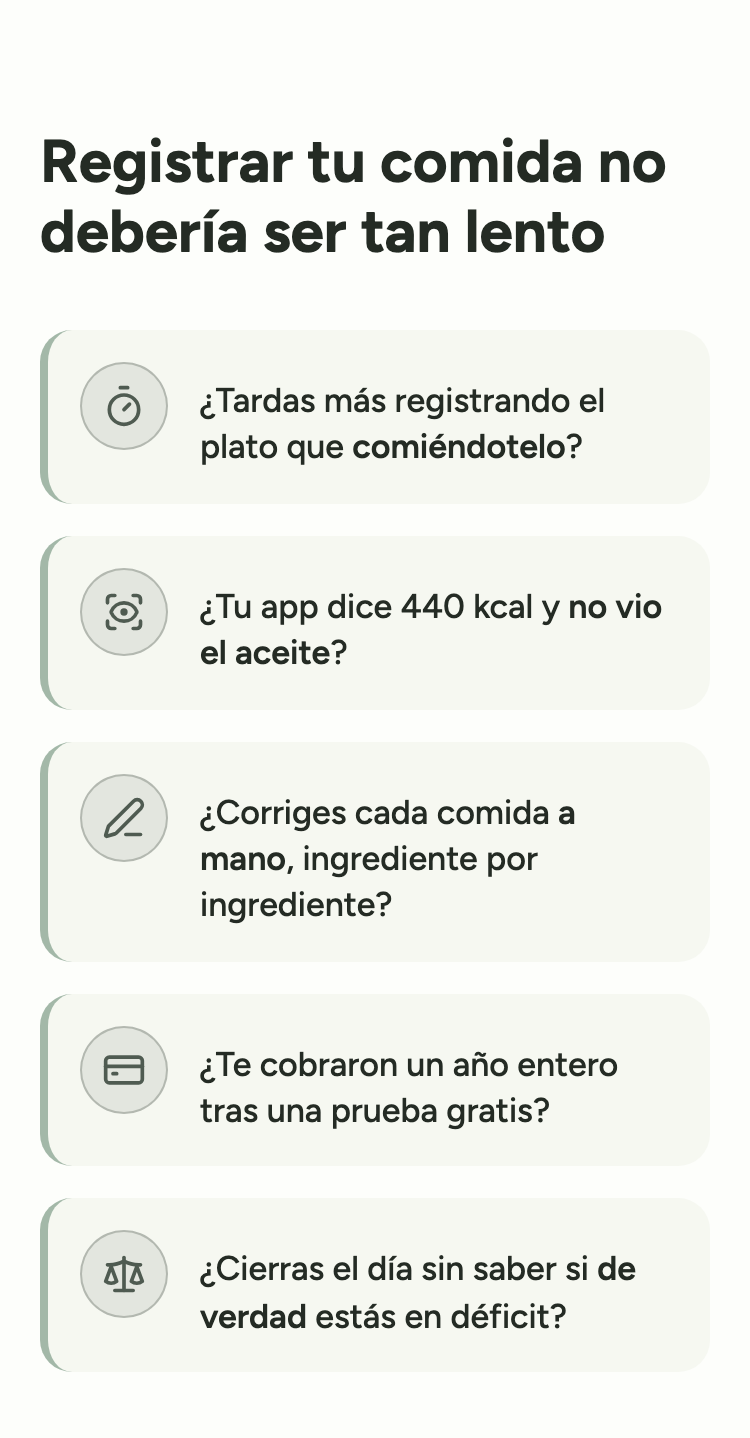 Registrar tu comida no
debería ser tan lento
¿Tardas más registrando el
plato que comiéndotelo?
¿Tu app dice 440 kcal y no vio
el aceite?
¿Corriges cada comida a
mano, ingrediente por
ingrediente?
¿Te cobraron un año entero
tras una prueba gratis?
¿Cierras el día sin saber si de
verdad estás en déficit?